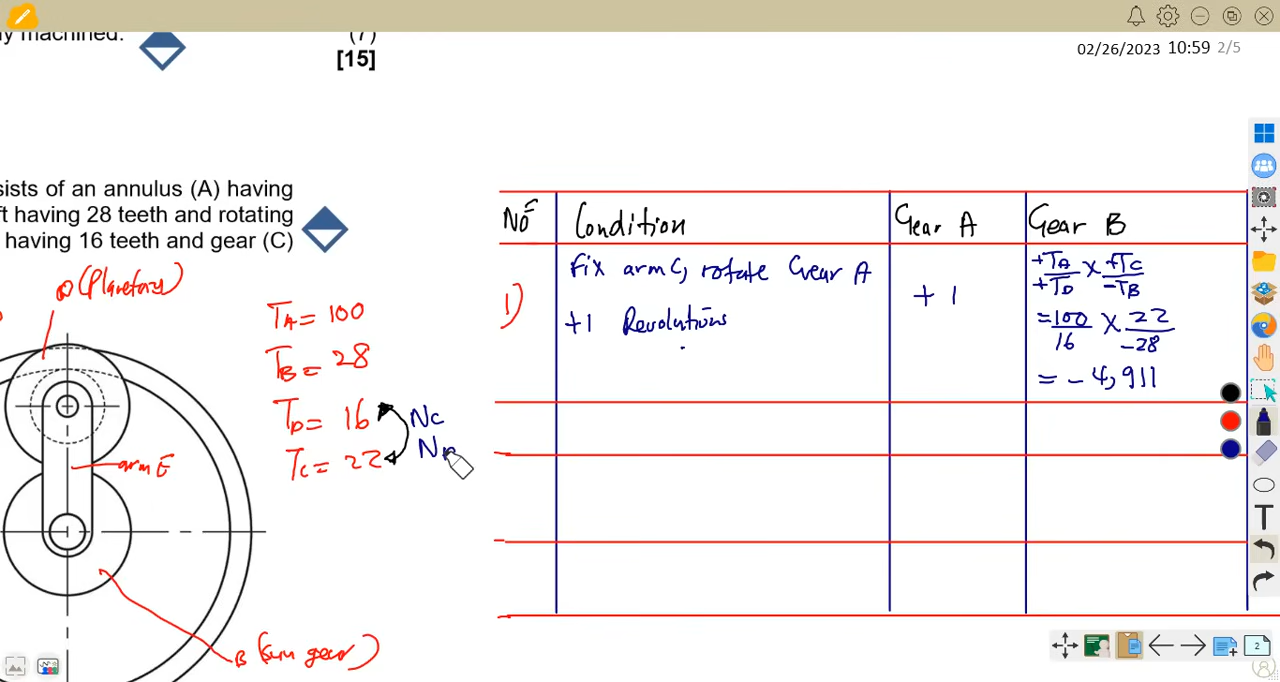 02/26/2023 10:59 2/5
y machined.
(7)
[15]
sists of an annulus (A) having
ft having 28 teeth and rotating
having 16 teeth and gear (C)
D (Planetary)
TA = 100
TB = 28
TD = 16
TC = 22
NC
N
arm E
B (sun gear)
NO Condition Gear A Gear B
1) Fix arm C, rotate Gear A
+1 Revolutions
+ 1
+TA/+TD × +TC/-TB
= 100/16 × 22/-28
= - 4,911
T
2